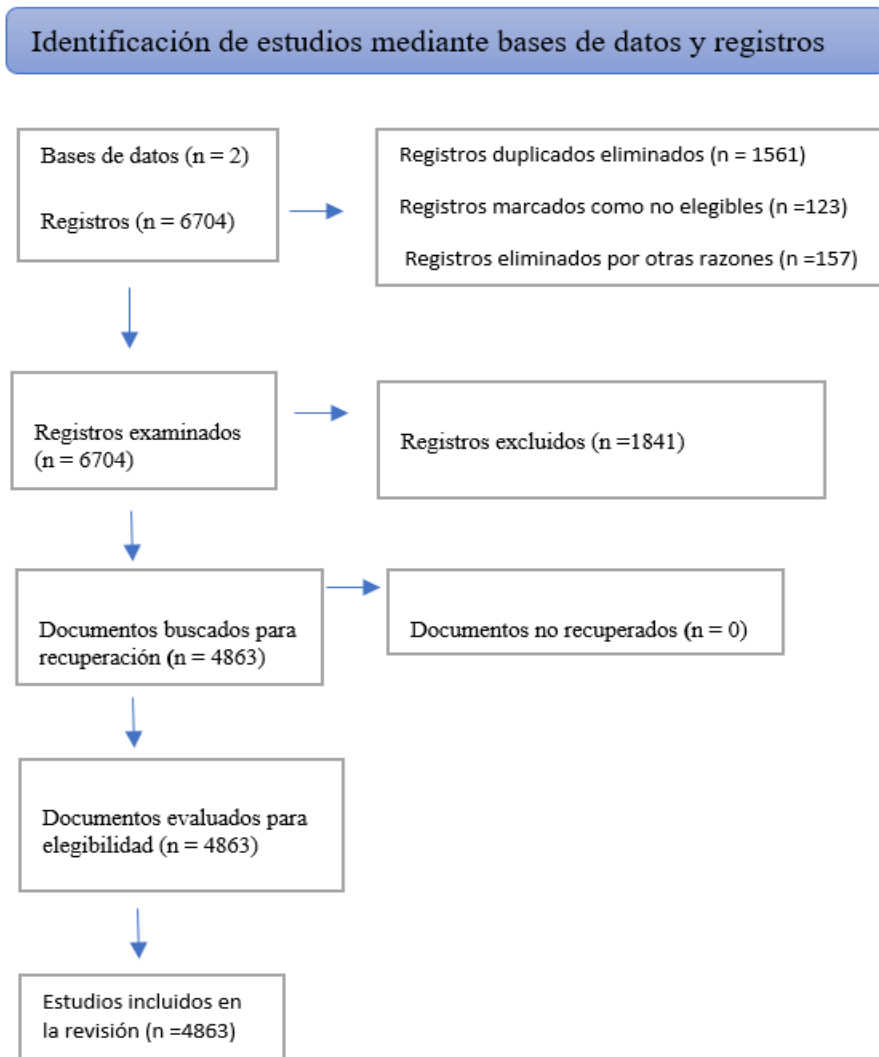 Identificación de estudios mediante bases de datos y registros
Bases de datos (n = 2)
Registros (n = 6704)
Registros duplicados eliminados (n = 1561)
Registros marcados como no elegibles (n =123)
Registros eliminados por otras razones (n =157)
Registros examinados
(n = 6704)
Registros excluidos (n =1841)
Documentos buscados para
recuperación (n = 4863)
Documentos no recuperados (n = 0)
Documentos evaluados para
elegibilidad (n = 4863)
Estudios incluidos en
la revisión (n =4863)